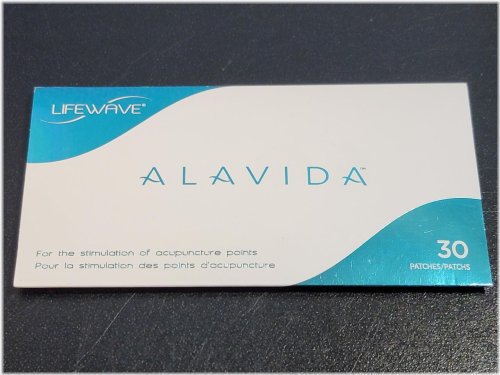 LIFEWAVE®
ALAVIDA™
For the stimulation of acupuncture points
Pour la stimulation des points d'acupuncture
30
PATCHES/PATCHS